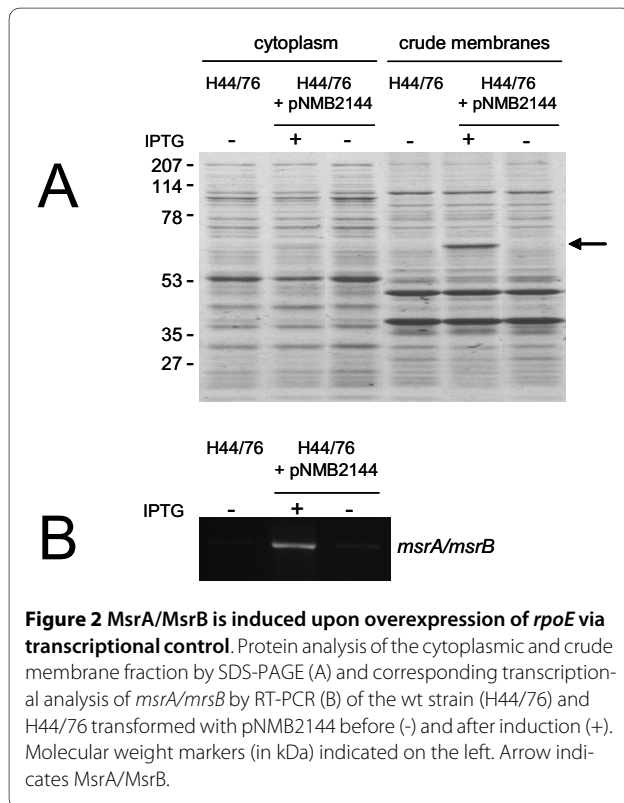 cytoplasm crude membranes
H44/76 H44/76 H44/76 H44/76
+ pNMB2144 + pNMB2144
IPTG - + - - + -
A
207 -
114 -
78 -
53 -
35 -
27 -
H44/76 H44/76
+ pNMB2144
IPTG - + -
B msrA/msrB
Figure 2 MsrA/MsrB is induced upon overexpression of rpoE via
transcriptional control. Protein analysis of the cytoplasmic and crude
membrane fraction by SDS-PAGE (A) and corresponding transcription-
al analysis of msrA/mrsB by RT-PCR (B) of the wt strain (H44/76) and
H44/76 transformed with pNMB2144 before (-) and after induction (+).
Molecular weight markers (in kDa) indicated on the left. Arrow indi-
cates MsrA/MsrB.